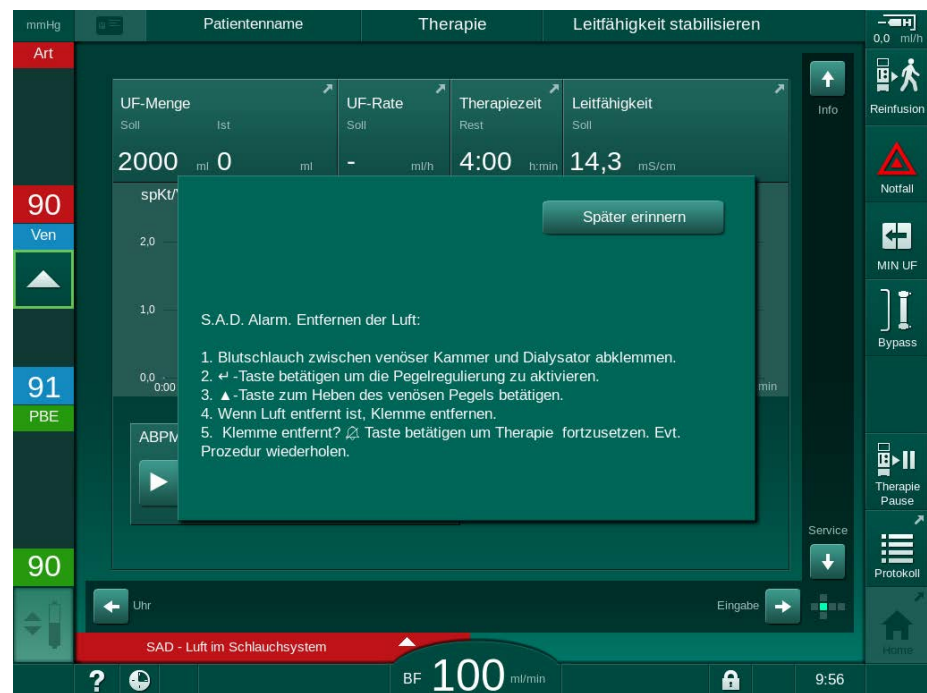 mmHg
Patientenname
Therapie
Leitfähigkeit stabilisieren
0,0 ml/h
Art
90
Ven
91
PBE
90
UF-Menge
Soll
Ist
2000 ml 0 ml
UF-Rate
Soll
- ml/h
Therapiezeit
Rest
4:00 h:min
Leitfähigkeit
Soll
14,3 mS/cm
Info
spKt/
2,0
1,0
0,0
0:00
min
ABPM
Später erinnern
S.A.D. Alarm. Entfernen der Luft:
1. Blutschlauch zwischen venöser Kammer und Dialysator abklemmen.
2. ↵ -Taste betätigen um die Pegelregulierung zu aktivieren.
3. ▲-Taste zum Heben des venösen Pegels betätigen.
4. Wenn Luft entfernt ist, Klemme entfernen.
5. Klemme entfernt? Taste betätigen um Therapie fortzusetzen. Evt.
Prozedur wiederholen.
Service
Uhr
Eingabe
Reinfusion
Notfall
MIN UF
Bypass
Therapie
Pause
Protokoll
Home
SAD - Luft im Schlauchsystem
? BF 100 ml/min
9:56